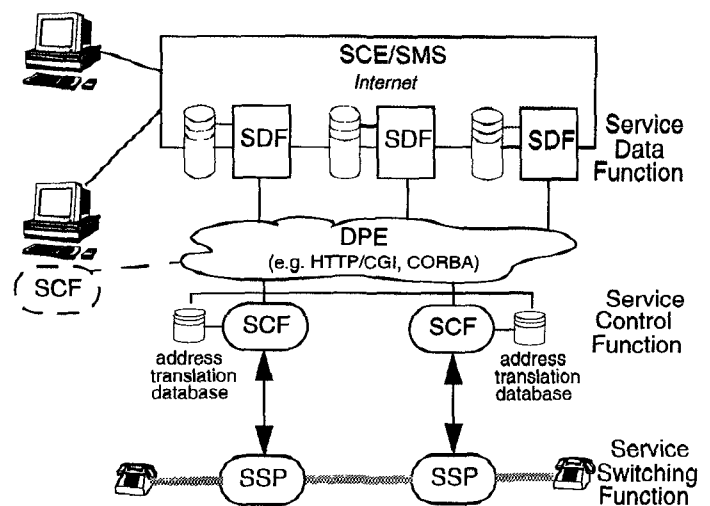 SCE/SMS
Internet
SDF
SDF
SDF
Service
Data
Function
DPE
(e.g. HTTP/CGI, CORBA)
SCF
SCF
SCF
Service
Control
Function
address
translation
database
address
translation
database
SSP
SSP
Service
Switching
Function